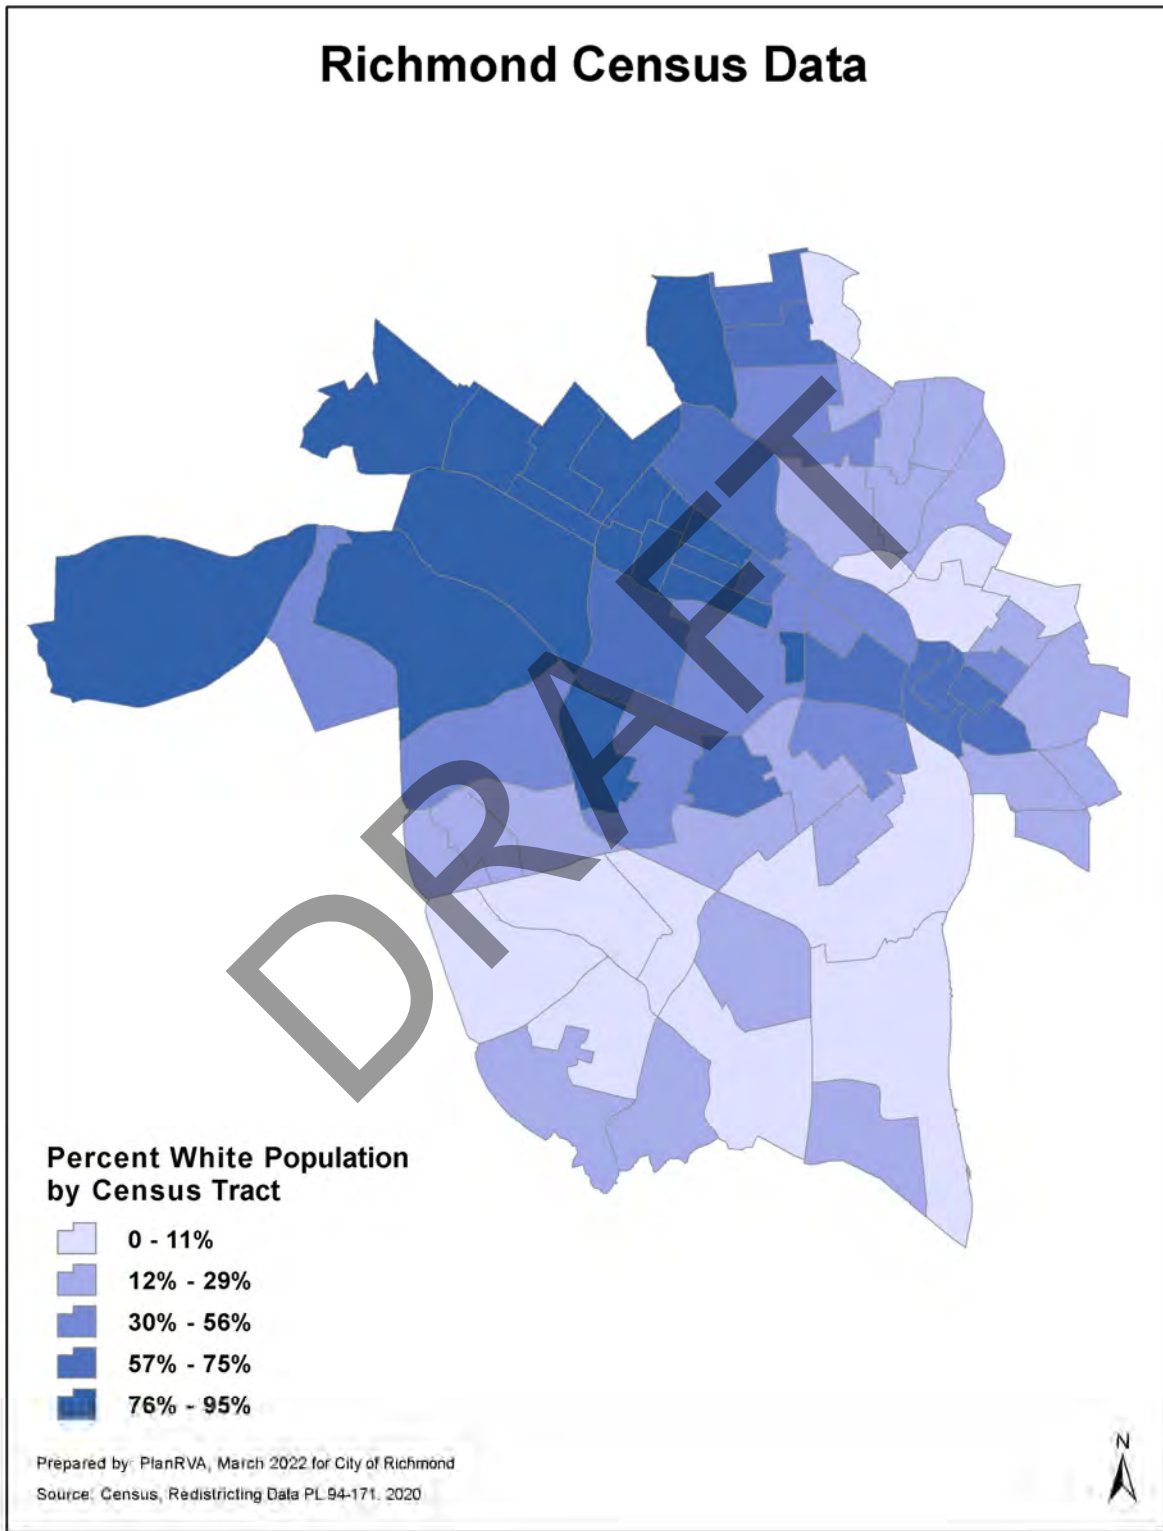 Richmond Census Data
DRAFT
Percent White Population
by Census Tract
0 - 11%
12% - 29%
30% - 56%
57% - 75%
76% - 95%
Prepared by: PlanRVA, March 2022 for City of Richmond
Source: Census, Redistricting Data PL 94-171. 2020
N